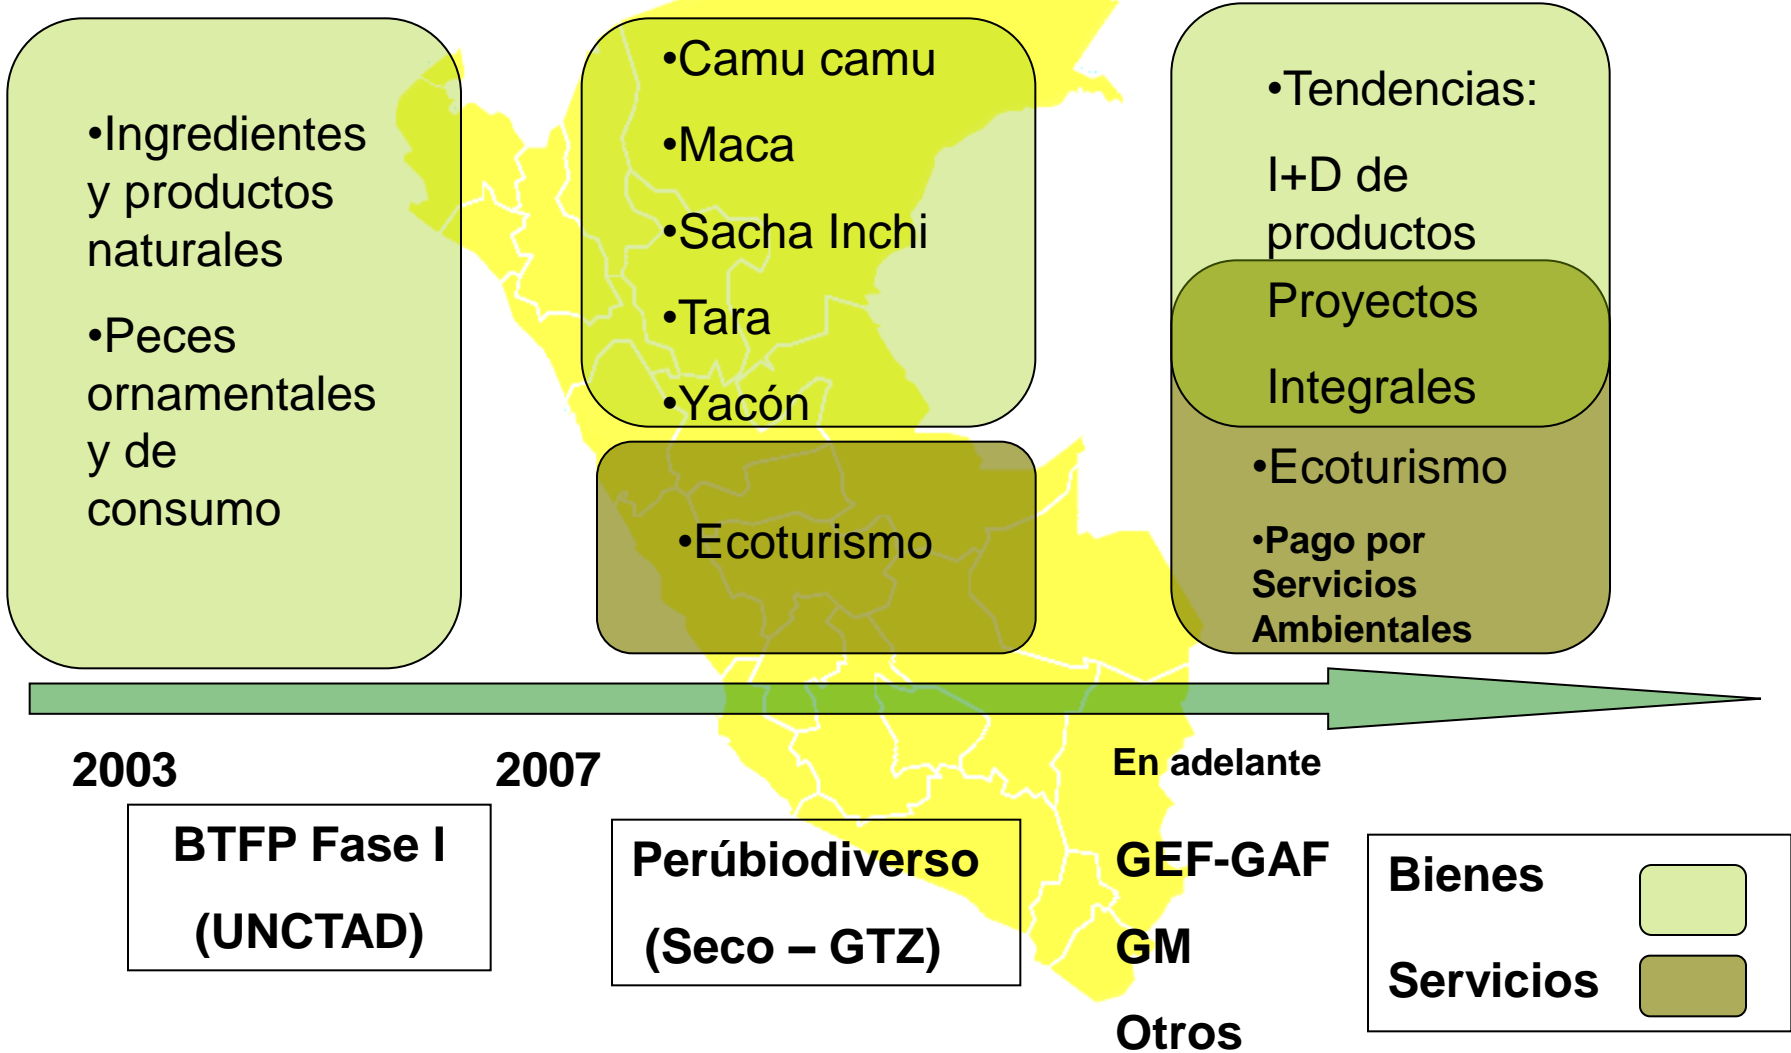 •Ingredientes
y productos
naturales
•Peces
ornamentales
y de
consumo
•Camu camu
•Maca
•Sacha Inchi
•Tara
•Yacón
•Ecoturismo
•Tendencias:
I+D de
productos
Proyectos
Integrales
•Ecoturismo
•Pago por
Servicios
Ambientales
2003
2007
En adelante
BTFP Fase I
(UNCTAD)
Perúbiodiverso
(Seco – GTZ)
GEF-GAF
GM
Otros
Bienes
Servicios